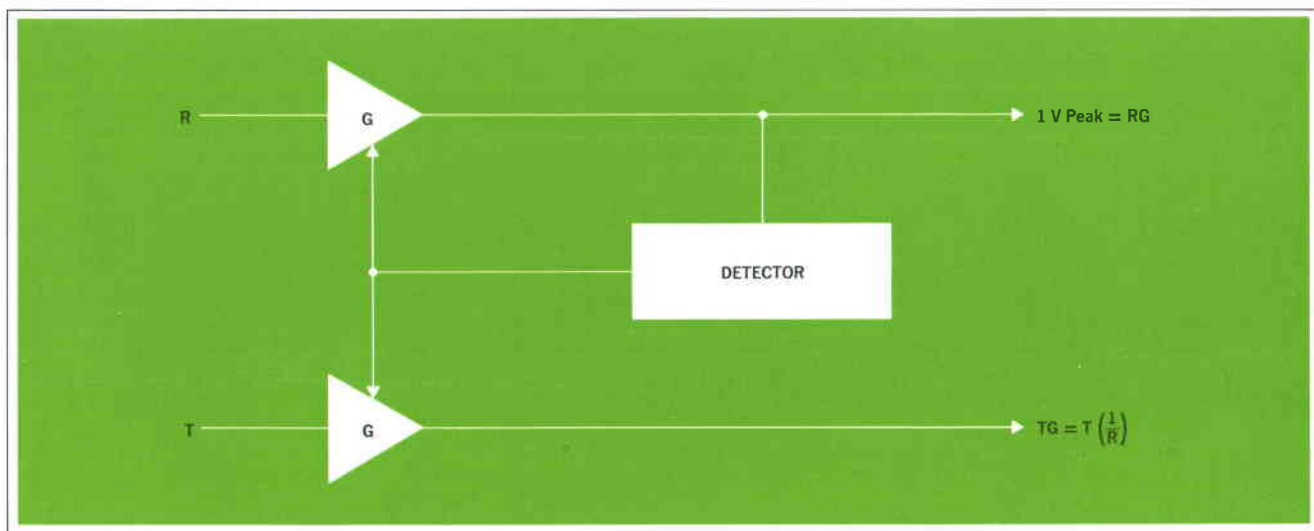 R
G
1 V Peak = RG
DETECTOR
T
G
TG = T (1/R)